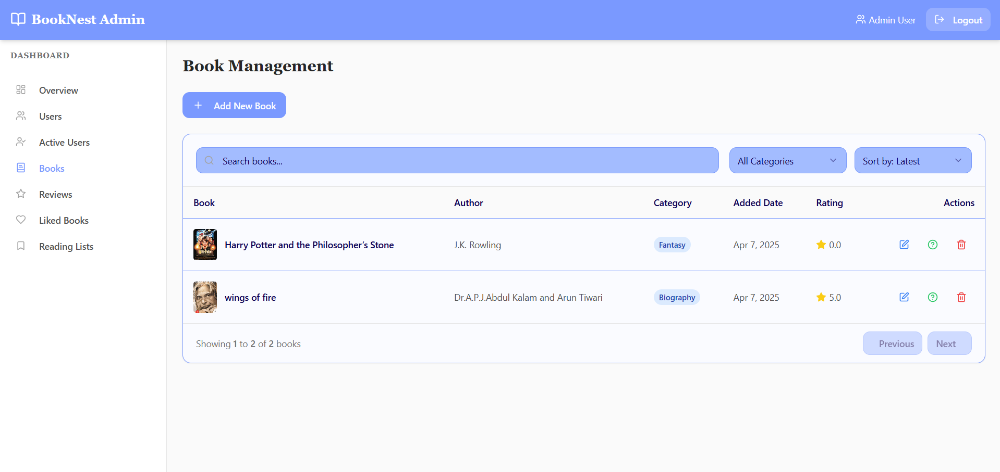 BookNest Admin
Admin User
Logout
DASHBOARD
Overview
Users
Active Users
Books
Reviews
Liked Books
Reading Lists
Book Management
Add New Book
Search books...
All Categories
Sort by: Latest
Book Author Category Added Date Rating Actions
Harry Potter and the Philosopher’s Stone J.K. Rowling Fantasy Apr 7, 2025 0.0
wings of fire Dr.A.P.J.Abdul Kalam and Arun Tiwari Biography Apr 7, 2025 5.0
Showing 1 to 2 of 2 books
Previous
Next